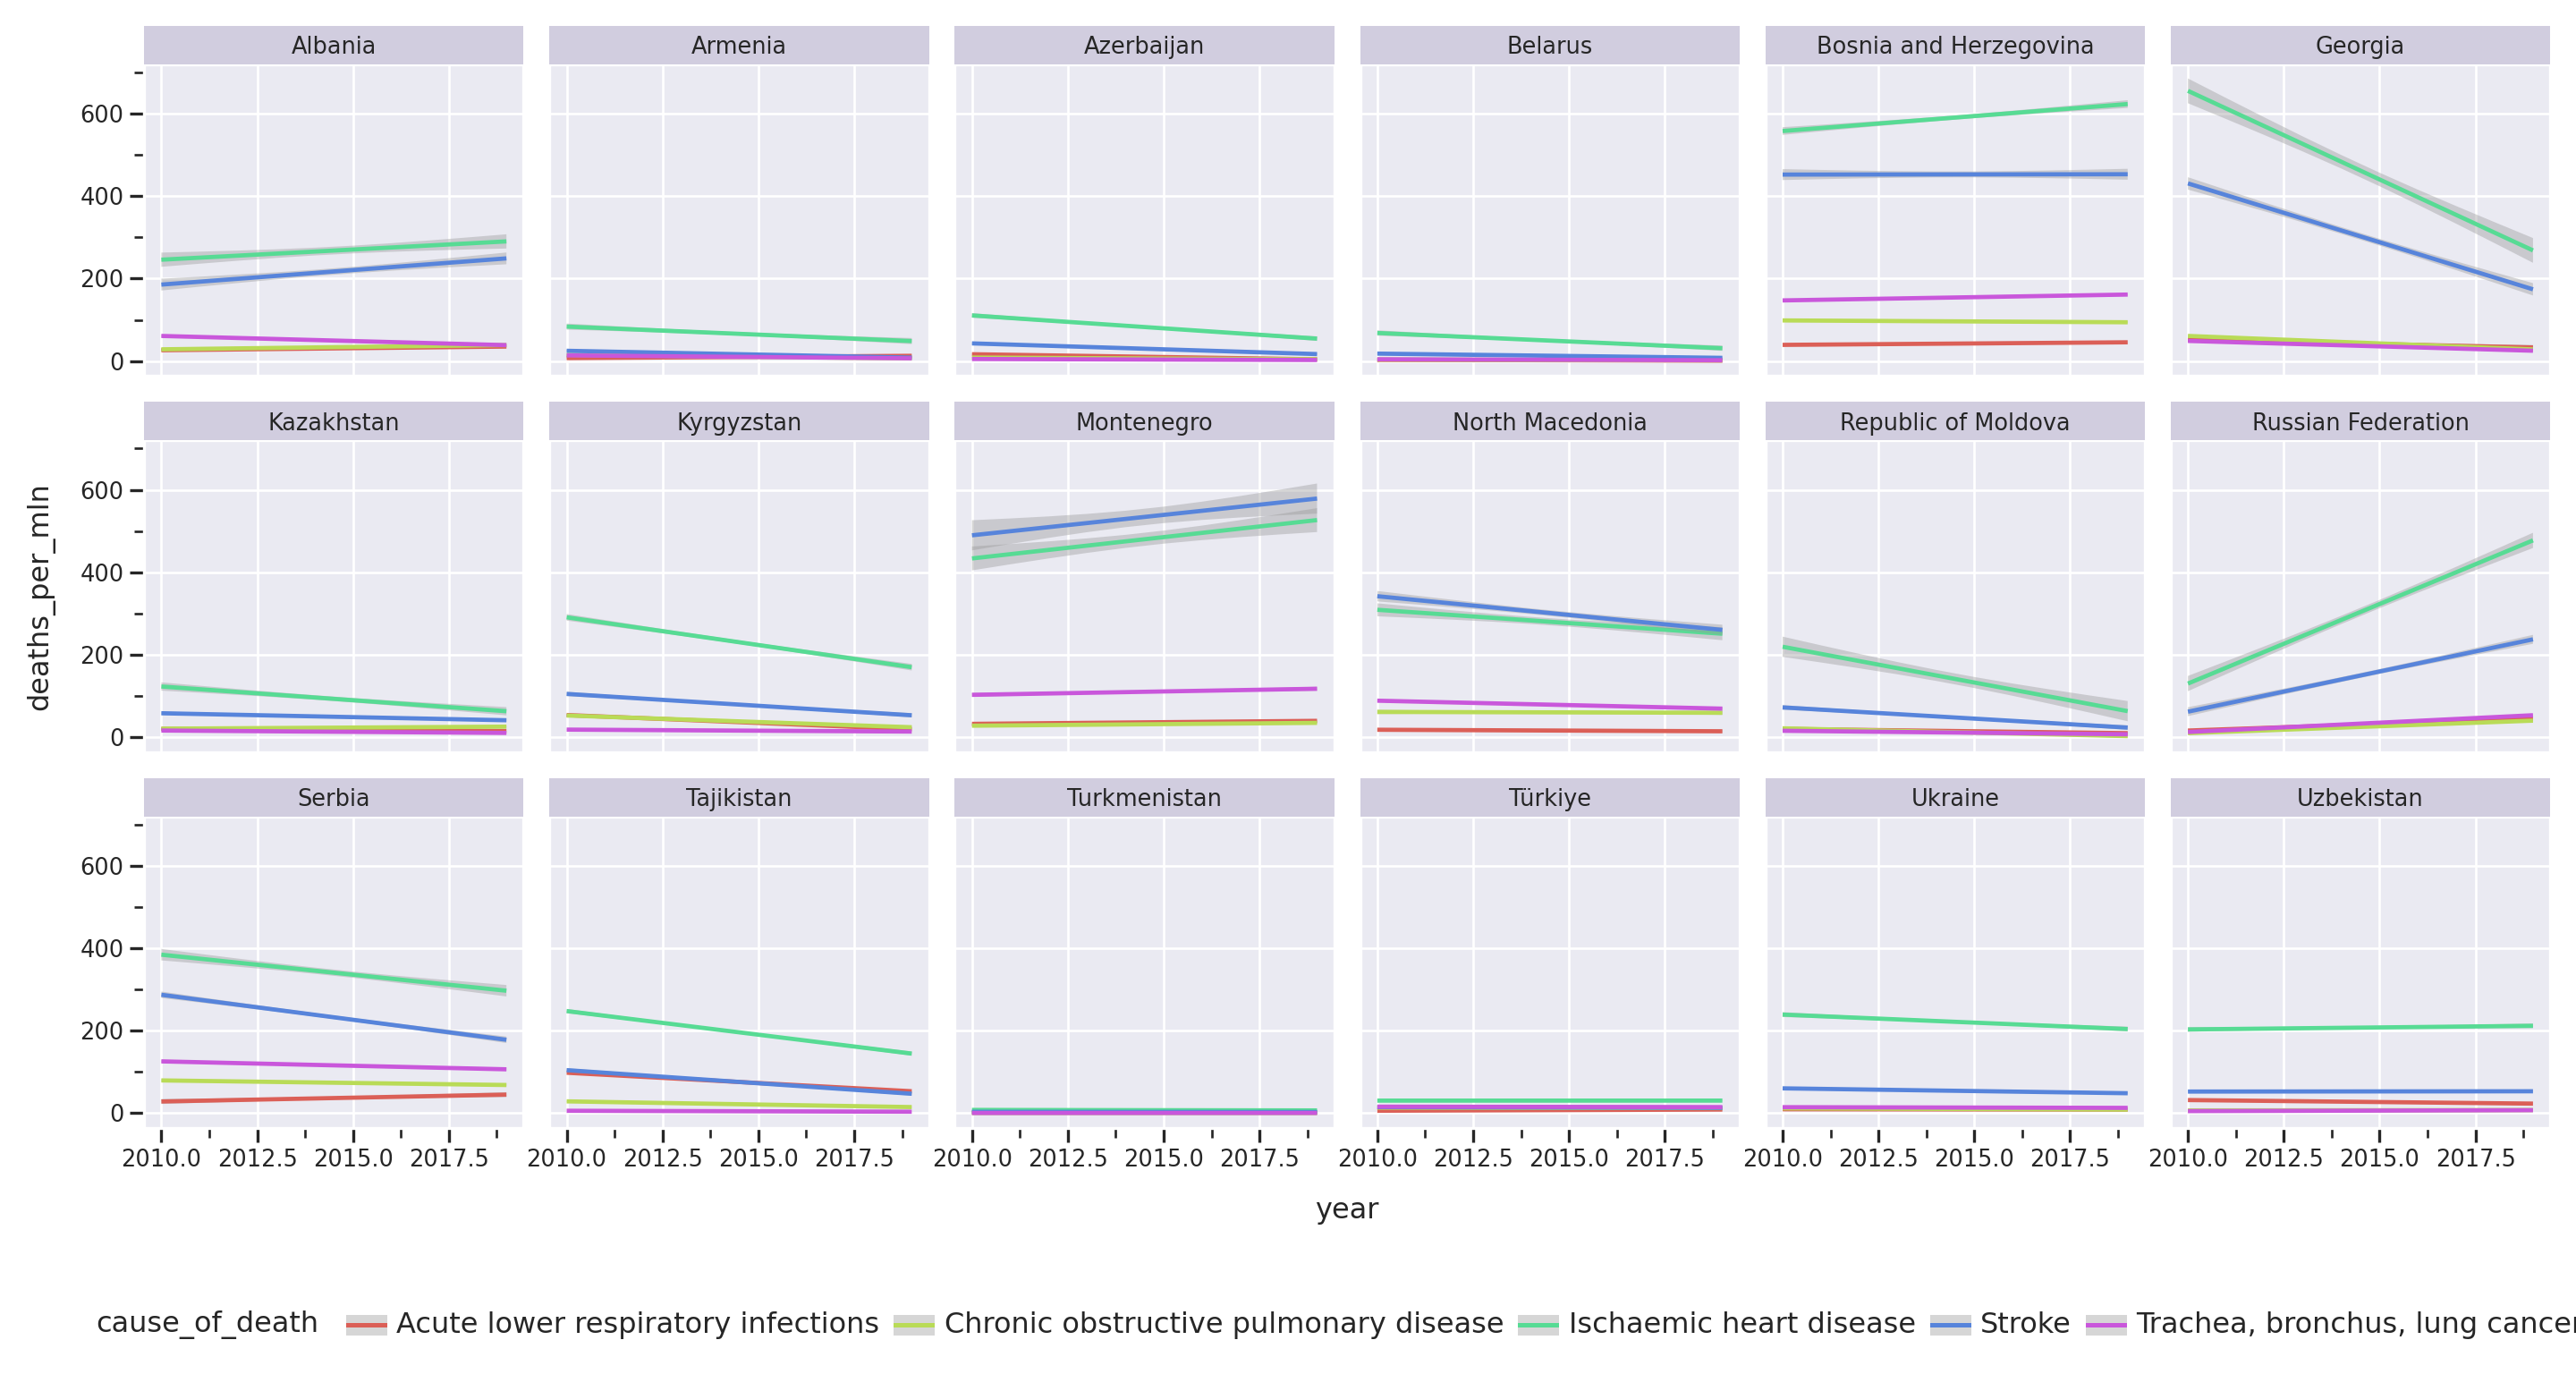 Albania Armenia Azerbaijan Belarus Bosnia and Herzegovina Georgia
600
400
200
0
Kazakhstan Kyrgyzstan Montenegro North Macedonia Republic of Moldova Russian Federation
600
400
200
0
deaths_per_mln
Serbia Tajikistan Turkmenistan Türkiye Ukraine Uzbekistan
600
400
200
0
2010.0 2012.5 2015.0 2017.5 2010.0 2012.5 2015.0 2017.5 2010.0 2012.5 2015.0 2017.5 2010.0 2012.5 2015.0 2017.5 2010.0 2012.5 2015.0 2017.5 2010.0 2012.5 2015.0 2017.5
year
cause_of_death Acute lower respiratory infections Chronic obstructive pulmonary disease Ischaemic heart disease Stroke Trachea, bronchus, lung cancer